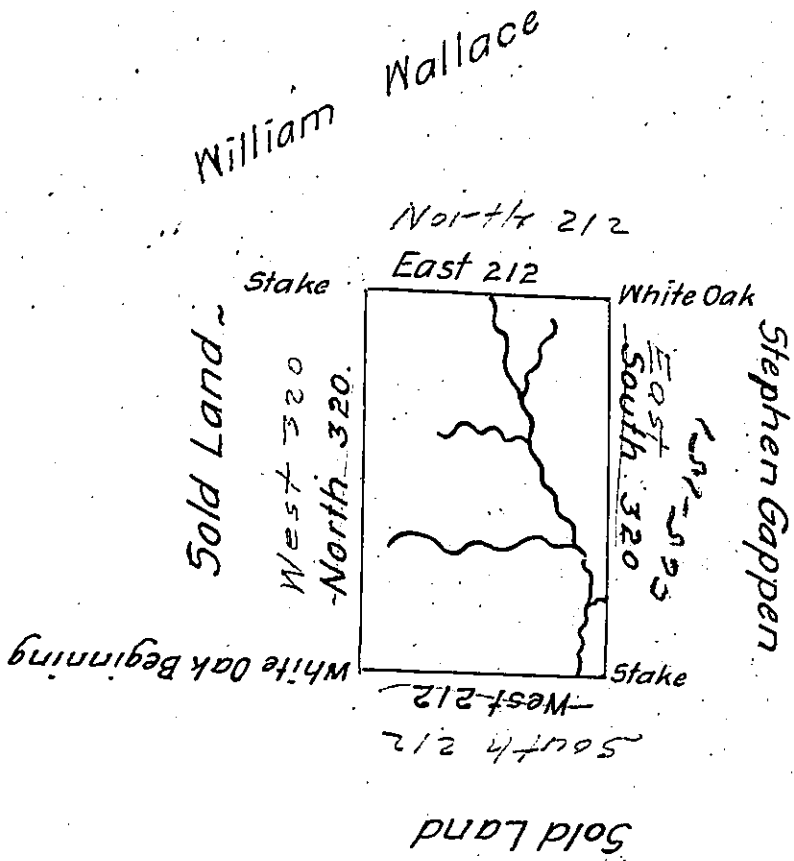 William Wallace
North 212
East 212
Stake
White Oak
Sold Land
West 320
North 320.
East
South 320
Stephen Gappen
White Oak Beginning
Stake
West 212
South 212
Sold Land